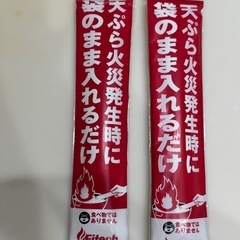 天ぷら火災発生時に
袋のまま入れるだけ
食べ物では
ありません
Fitech
天ぷら火災発生時に
袋のまま入れるだけ
食べ物では
ありません